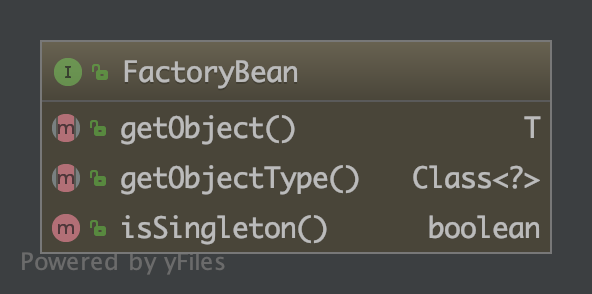 I FactoryBean
m getObject() T
m getObjectType() Class<?>
m isSingleton() boolean
Powered by yFiles